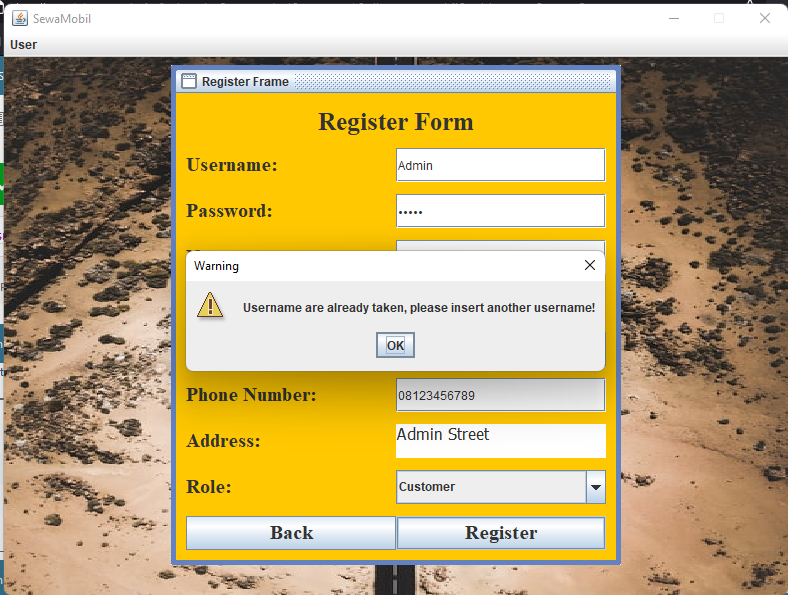 SewaMobil
User
Register Frame
Register Form
Username:
Admin
Password:
•••••
Warning
Username are already taken, please insert another username!
OK
Phone Number:
08123456789
Address:
Admin Street
Role:
Customer
Back
Register